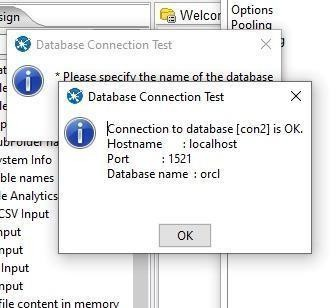 sign
Welcom
Options
Pooling
Database Connection Test
* Please specify the name of the database
Database Connection Test
Connection to database [con2] is OK.
Hostname : localhost
Port : 1521
Database name : orcl
OK
ystem Info
ble names
le Analytics
CSV Input
nput
nput
Input
nput
file content in memory